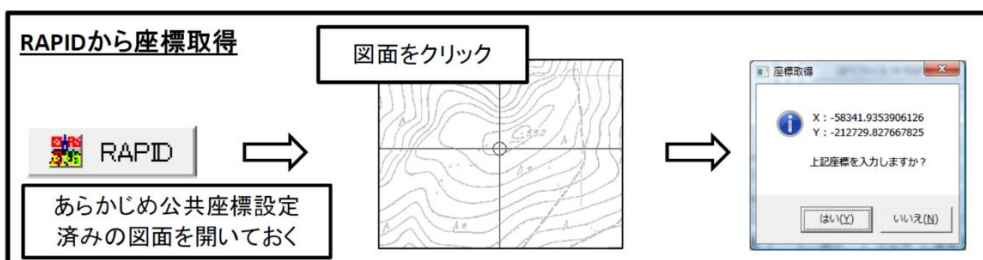 RAPIDから座標取得
図面をクリック
RAPID
あらかじめ公共座標設定
済みの図面を開いておく
座標取得
X : -58341.9353906126
Y : -212729.827667825
上記座標を入力しますか？
はい(Y)
いいえ(N)